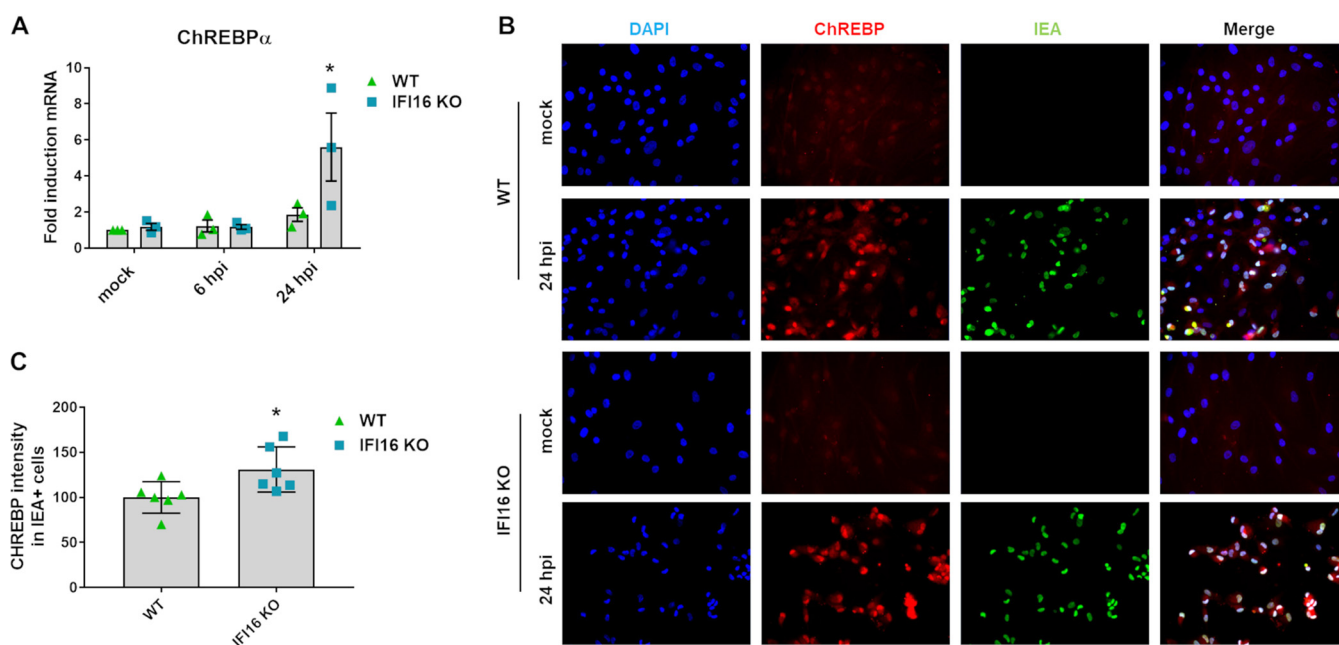 A
ChREBPα
Fold induction mRNA
10
8
6
4
2
0
*
WT
IFI16 KO
mock
6 hpi
24 hpi
C
CHREBP intensity
in IEA+ cells
200
150
100
50
0
*
WT
IFI16 KO
WT
IFI16 KO
B
DAPI
ChREBP
IEA
Merge
WT
mock
24 hpi
IFI16 KO
mock
24 hpi